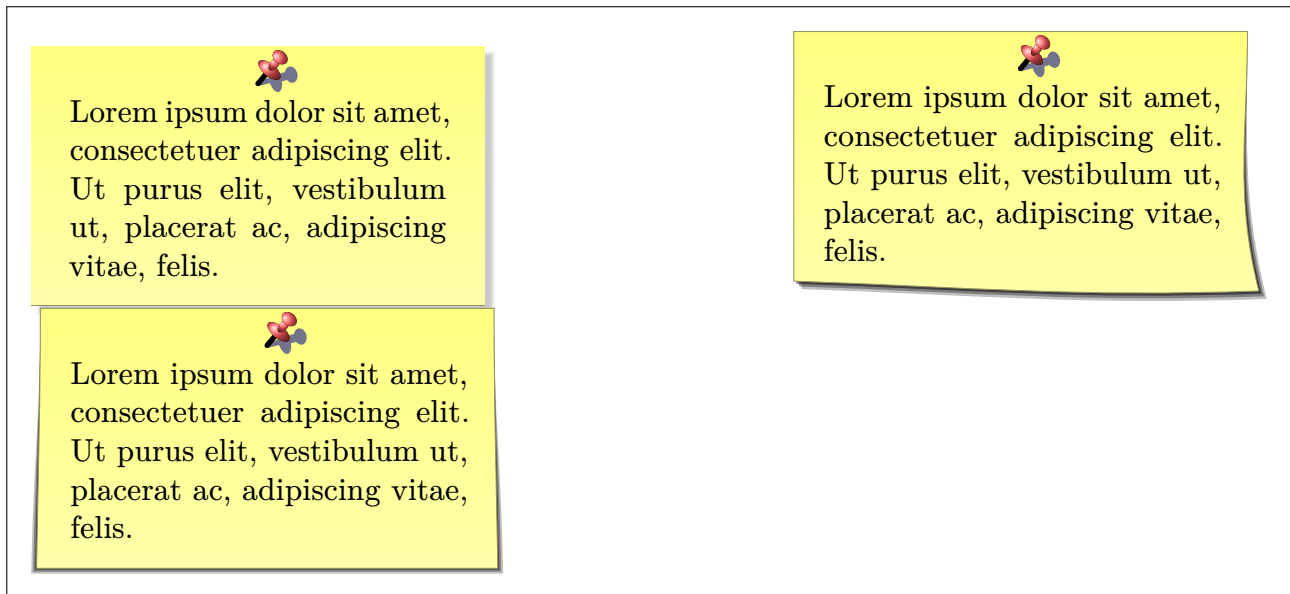 Lorem ipsum dolor sit amet,
consectetuer adipiscing elit.
Ut purus elit, vestibulum
ut, placerat ac, adipiscing
vitae, felis.
Lorem ipsum dolor sit amet,
consectetuer adipiscing elit.
Ut purus elit, vestibulum ut,
placerat ac, adipiscing vitae,
felis.
Lorem ipsum dolor sit amet,
consectetuer adipiscing elit.
Ut purus elit, vestibulum ut,
placerat ac, adipiscing vitae,
felis.